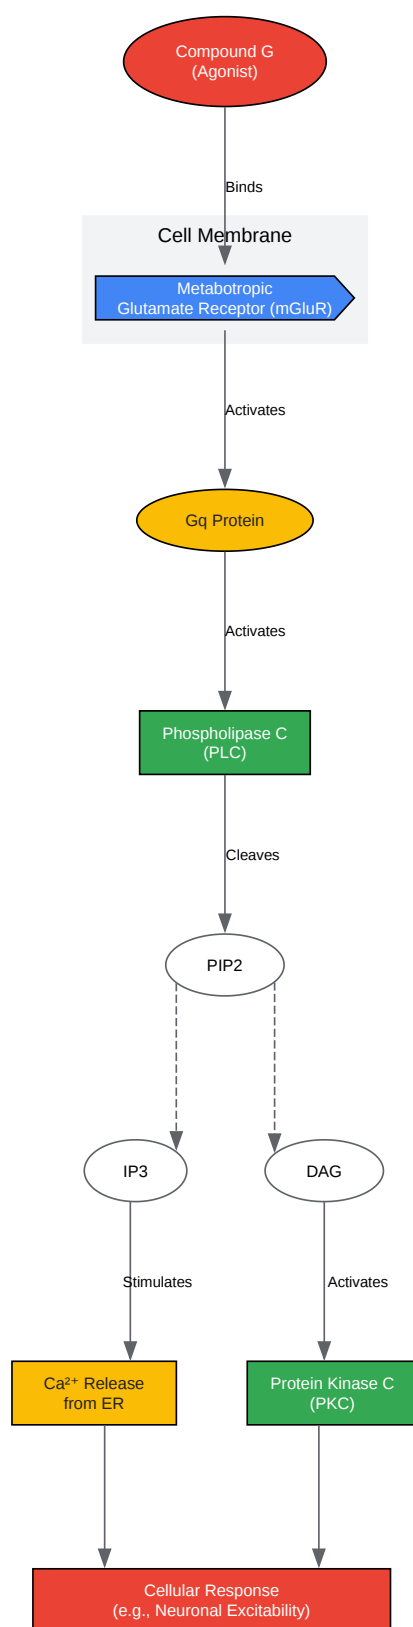 Compound G
(Agonist)
Binds
Cell Membrane
Metabotropic
Glutamate Receptor (mGluR)
Activates
Gq Protein
Activates
Phospholipase C
(PLC)
Cleaves
PIP2
IP3
DAG
Stimulates
Activates
Ca²⁺ Release
from ER
Protein Kinase C
(PKC)
Cellular Response
(e.g., Neuronal Excitability)